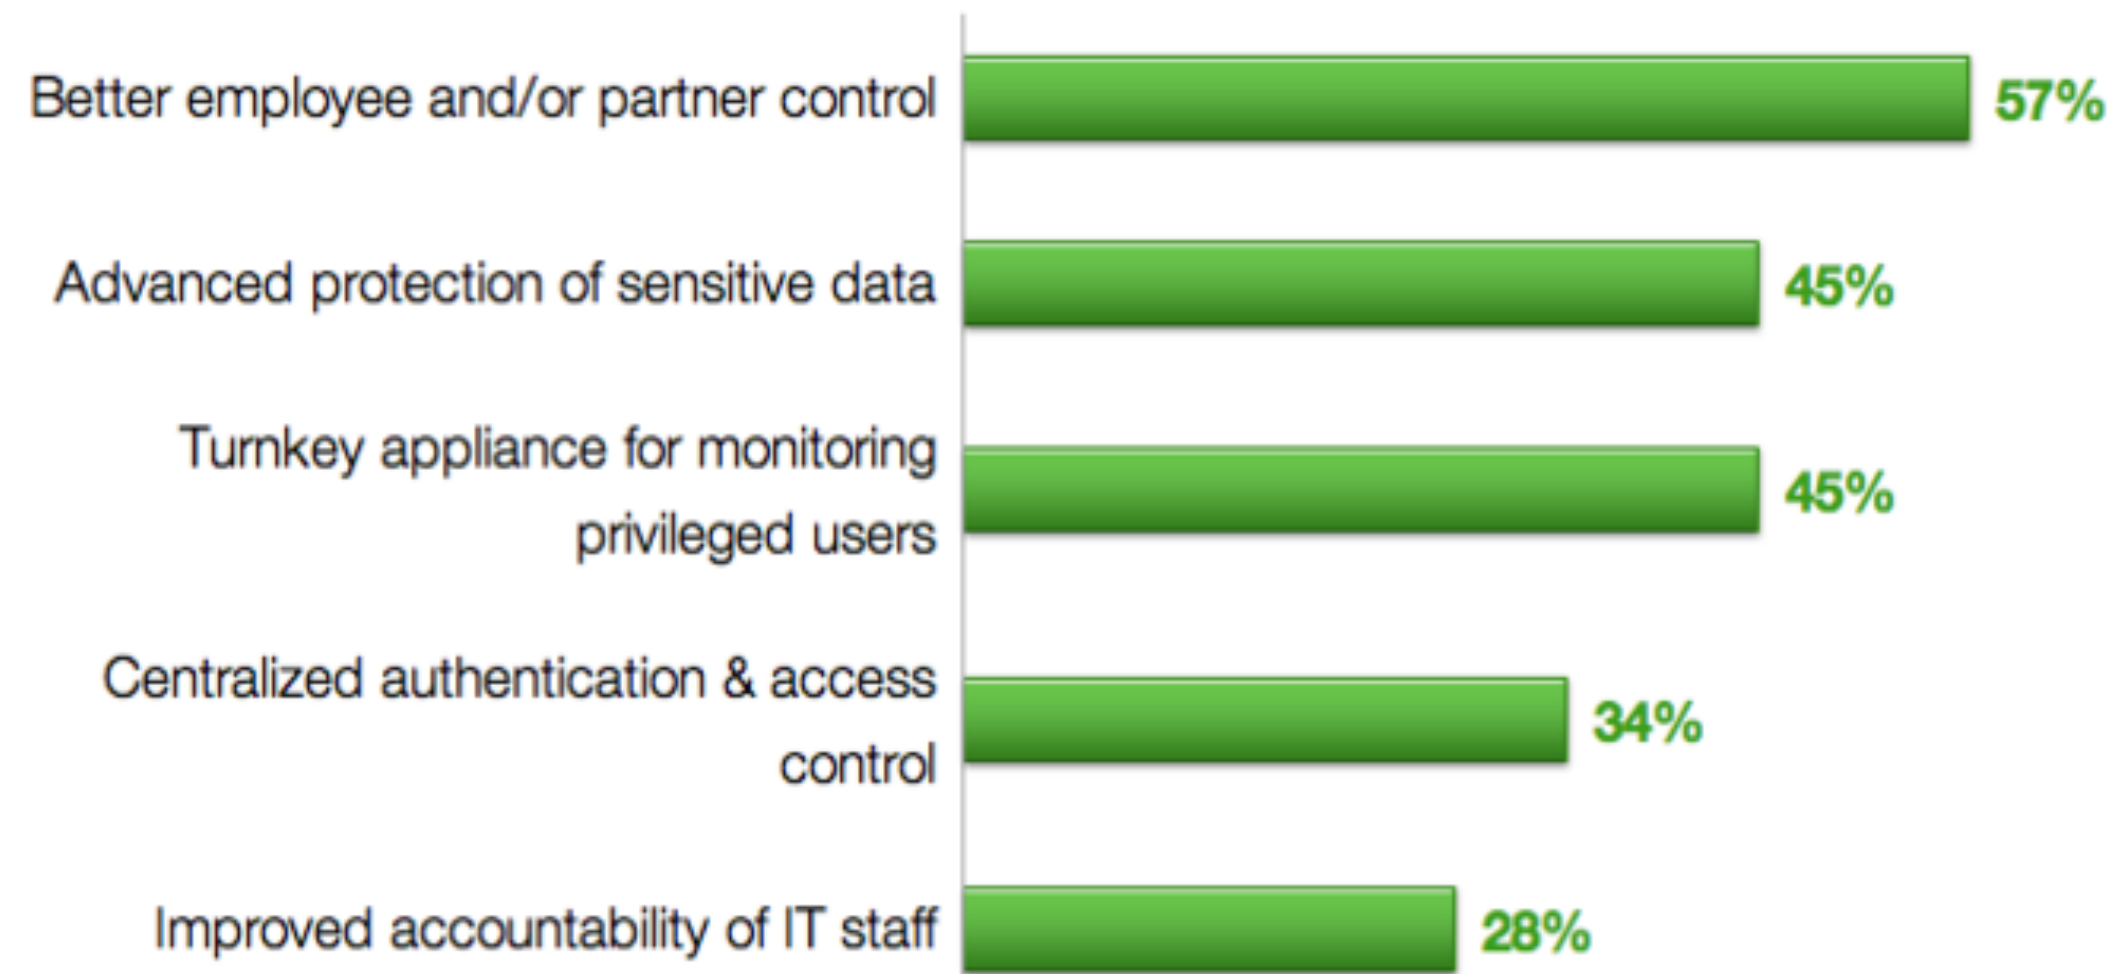 Better employee and/or partner control
57%
Advanced protection of sensitive data
45%
Turnkey appliance for monitoring
privileged users
45%
Centralized authentication & access
control
34%
Improved accountability of IT staff
28%